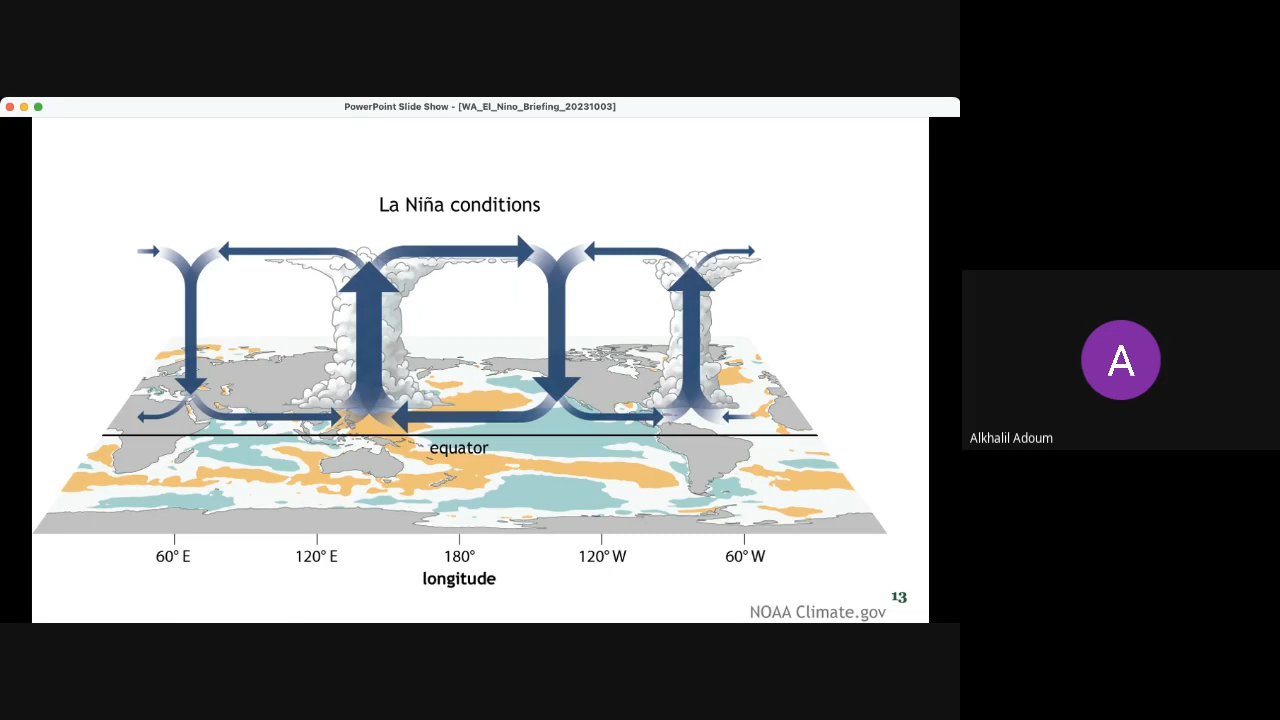 PowerPoint Slide Show - [WA_El_Nino_Briefing_20231003]
La Niña conditions
equator
60° E 120° E 180° 120° W 60° W
longitude
13
NOAA Climate.gov
A
Alkhalil Adoum